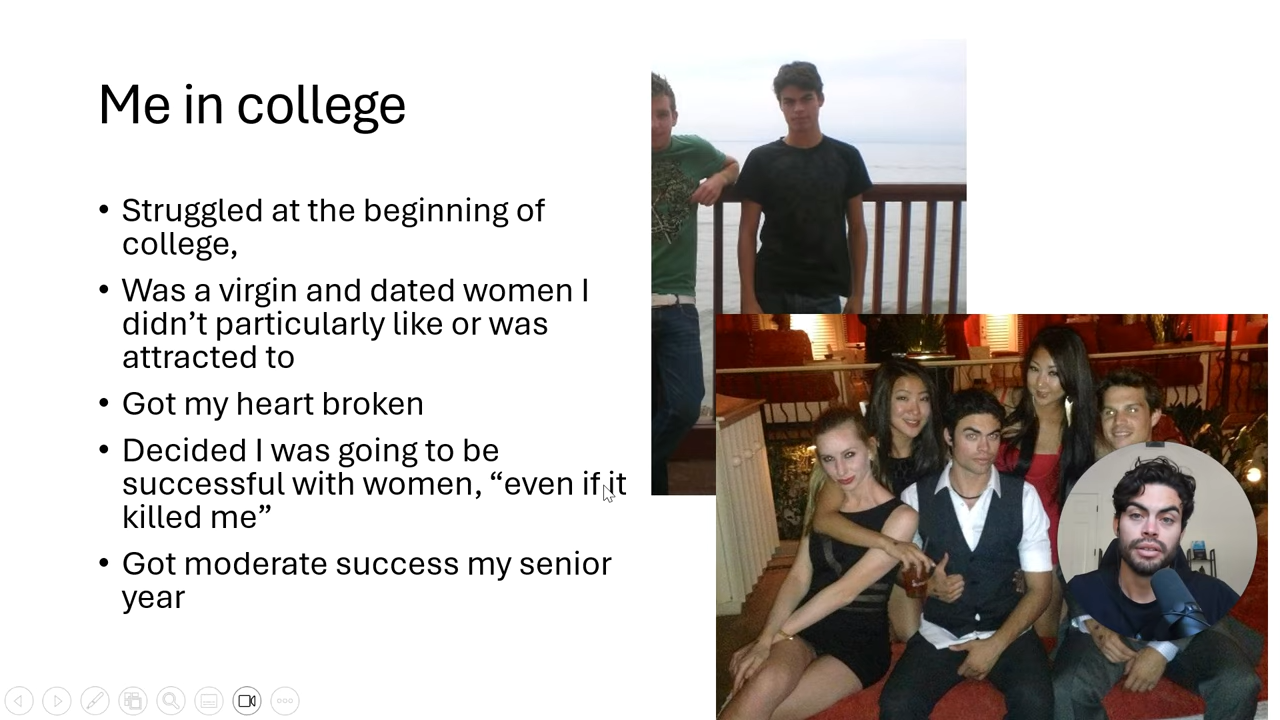 Me in college
• Struggled at the beginning of
college,
• Was a virgin and dated women I
didn’t particularly like or was
attracted to
• Got my heart broken
• Decided I was going to be
successful with women, “even if it
killed me”
• Got moderate success my senior
year